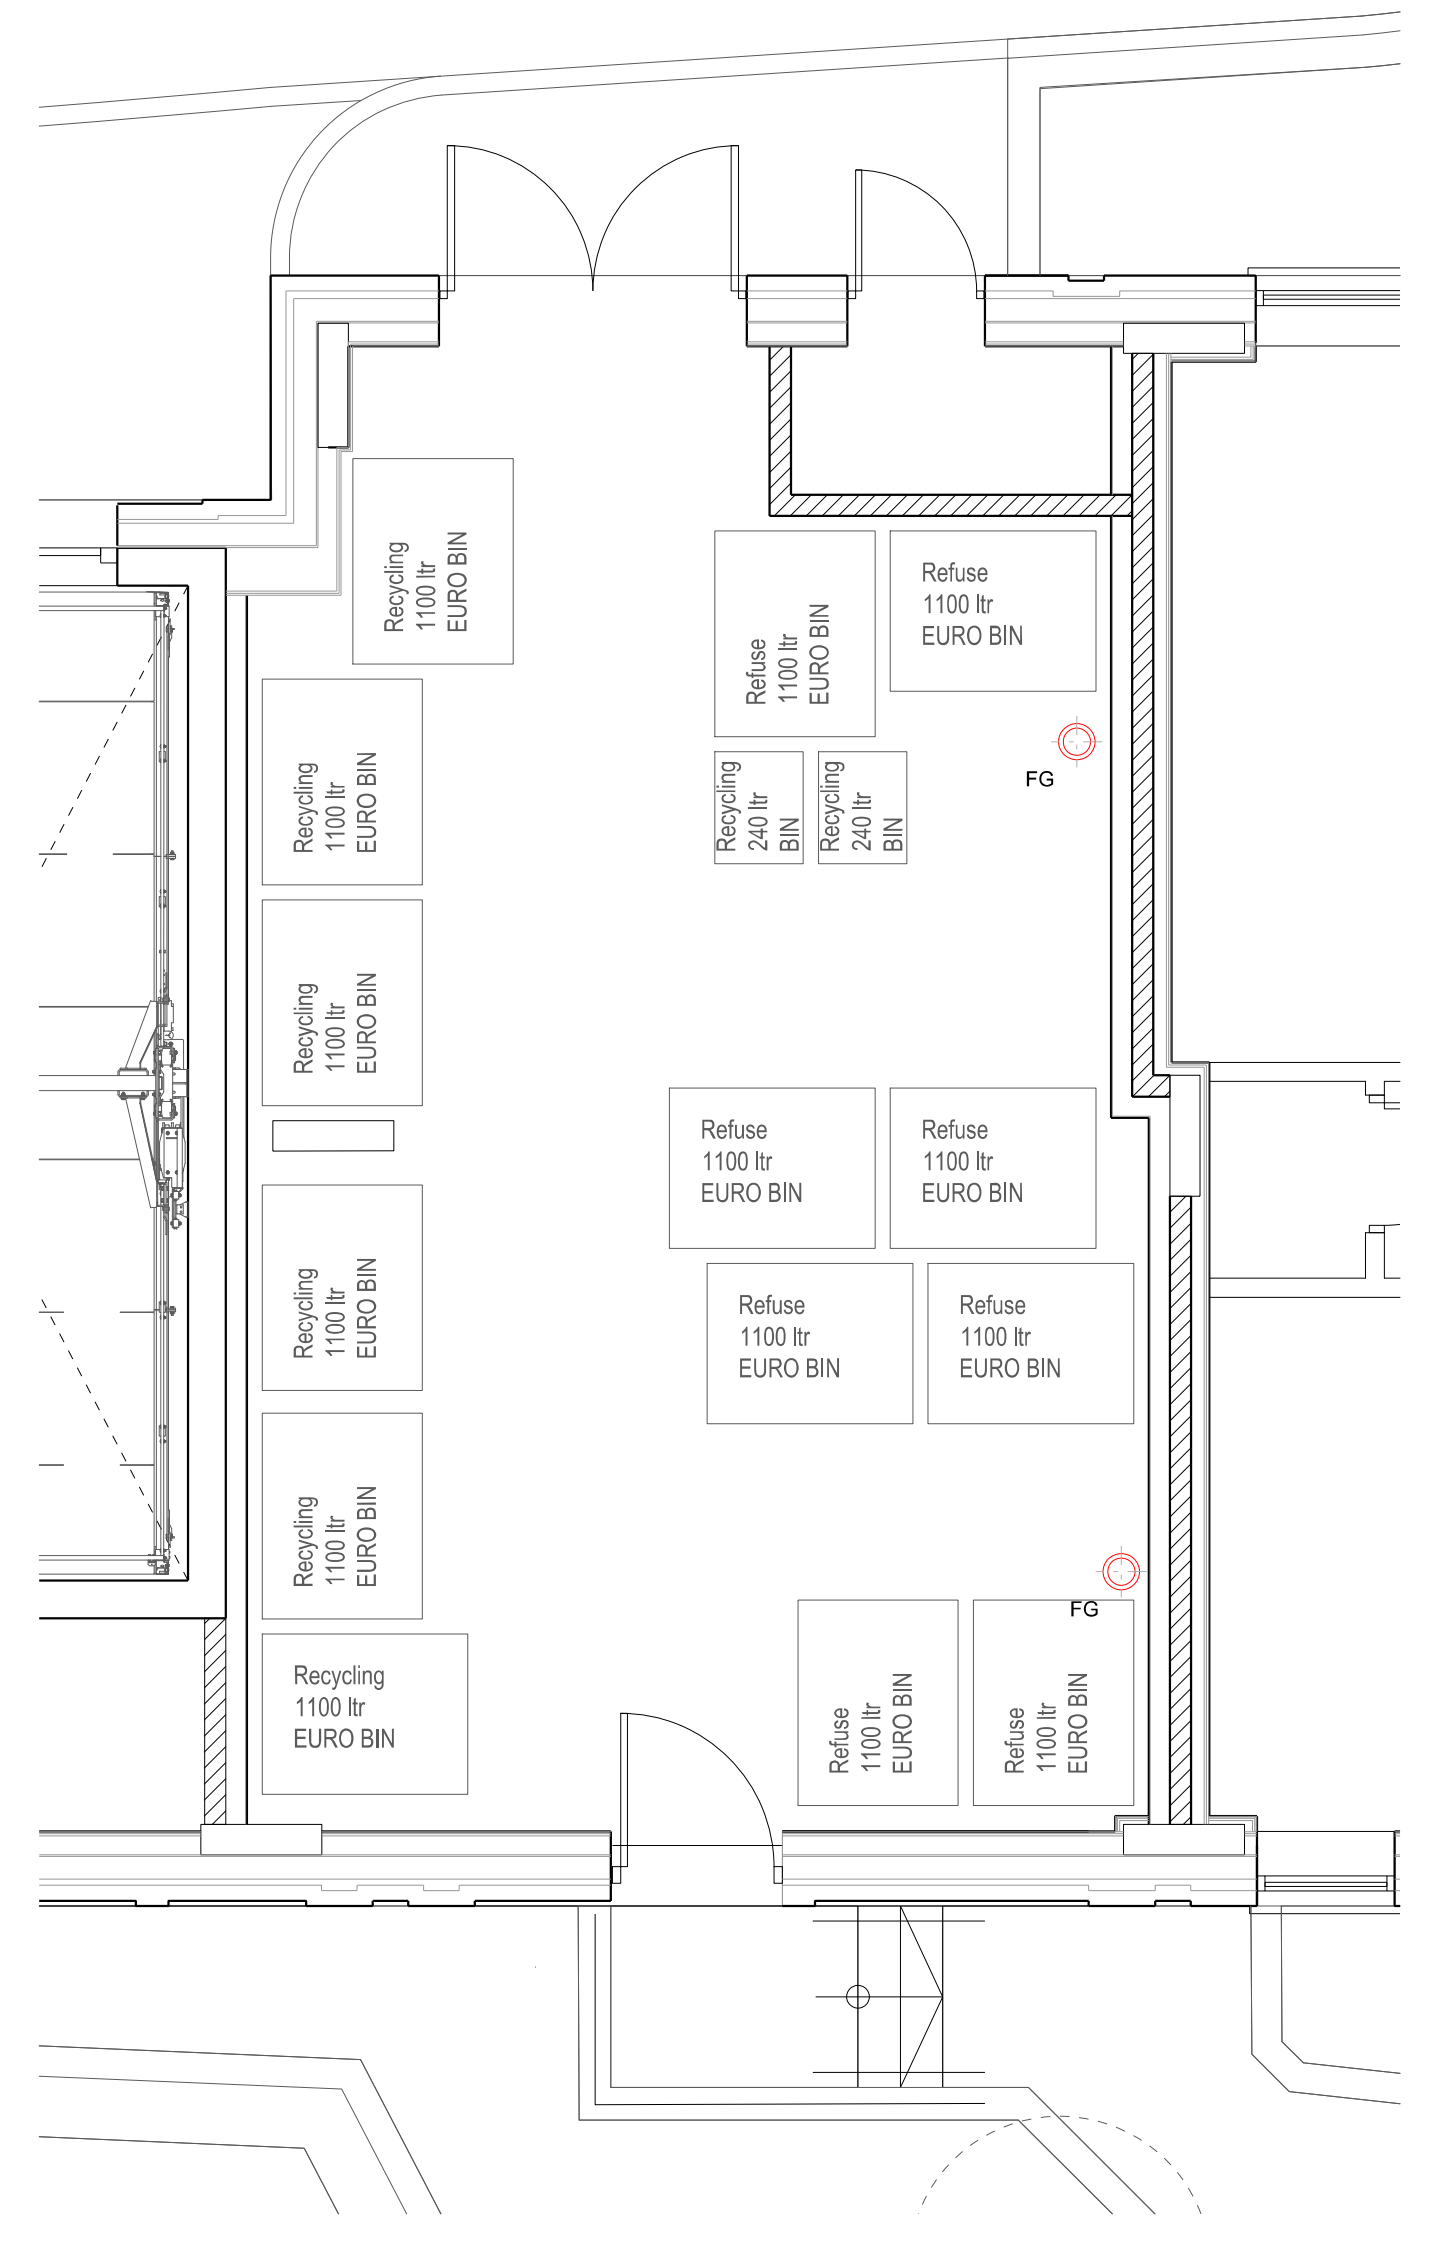 Recycling
1100 ltr
EURO BIN
Refuse
1100 ltr
EURO BIN
Refuse
1100 ltr
EURO BIN
Recycling
1100 ltr
EURO BIN
Recycling
240 ltr
BIN
Recycling
240 ltr
BIN
FG
Recycling
1100 ltr
EURO BIN
Refuse
1100 ltr
EURO BIN
Refuse
1100 ltr
EURO BIN
Recycling
1100 ltr
EURO BIN
Refuse
1100 ltr
EURO BIN
Refuse
1100 ltr
EURO BIN
Recycling
1100 ltr
EURO BIN
FG
Recycling
1100 ltr
EURO BIN
Refuse
1100 ltr
EURO BIN
Refuse
1100 ltr
EURO BIN